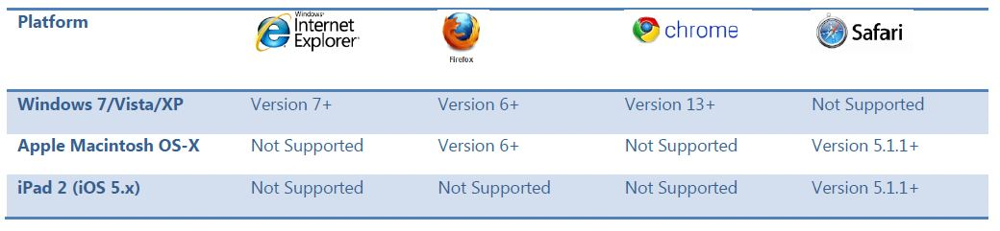 Platform
Windows
Internet
Explorer
Firefox
chrome
Safari
Windows 7/Vista/XP Version 7+ Version 6+ Version 13+ Not Supported
Apple Macintosh OS-X Not Supported Version 6+ Not Supported Version 5.1.1+
iPad 2 (iOS 5.x) Not Supported Not Supported Not Supported Version 5.1.1+